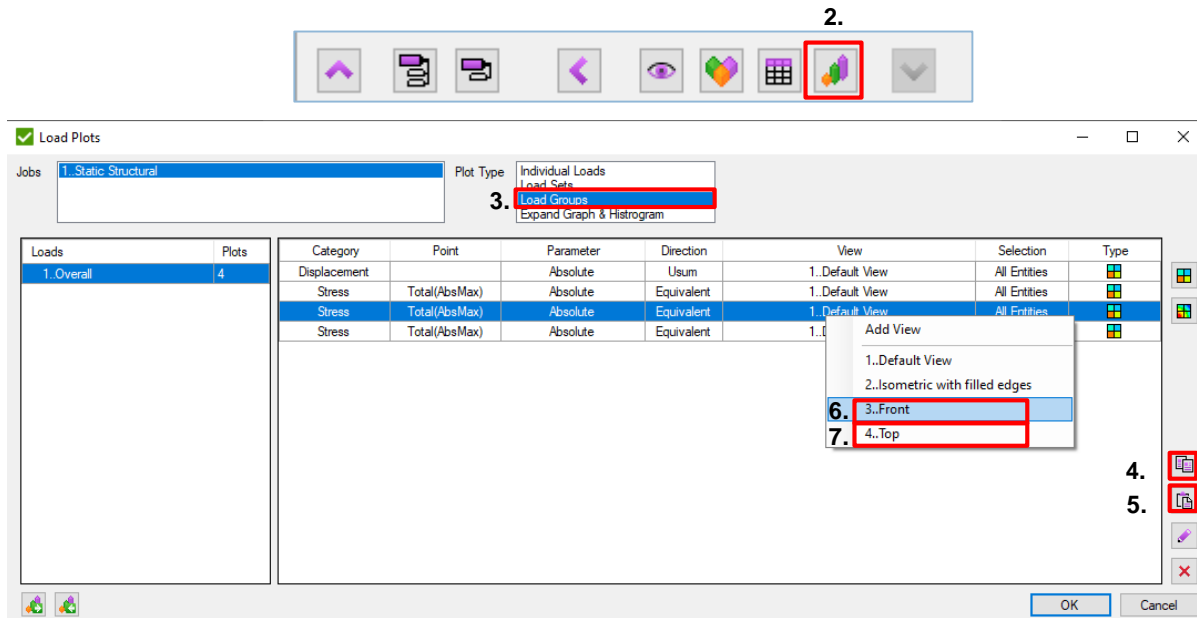 2.
Load Plots
Jobs 1..Static Structural Plot Type Individual Loads
Load Sets
3. Load Groups
Expand Graph & Histrogram
Loads Plots Category Point Parameter Direction View Selection Type
1..Overall 4 Displacement Absolute Usum 1..Default View All Entities
Stress Total(AbsMax) Absolute Equivalent 1..Default View All Entities
Stress Total(AbsMax) Absolute Equivalent 1..Default View All Entities
Stress Total(AbsMax) Absolute Equivalent 1..D
Add View
1..Default View
2..Isometric with filled edges
6. 3..Front
7. 4..Top
4.
5.
OK Cancel